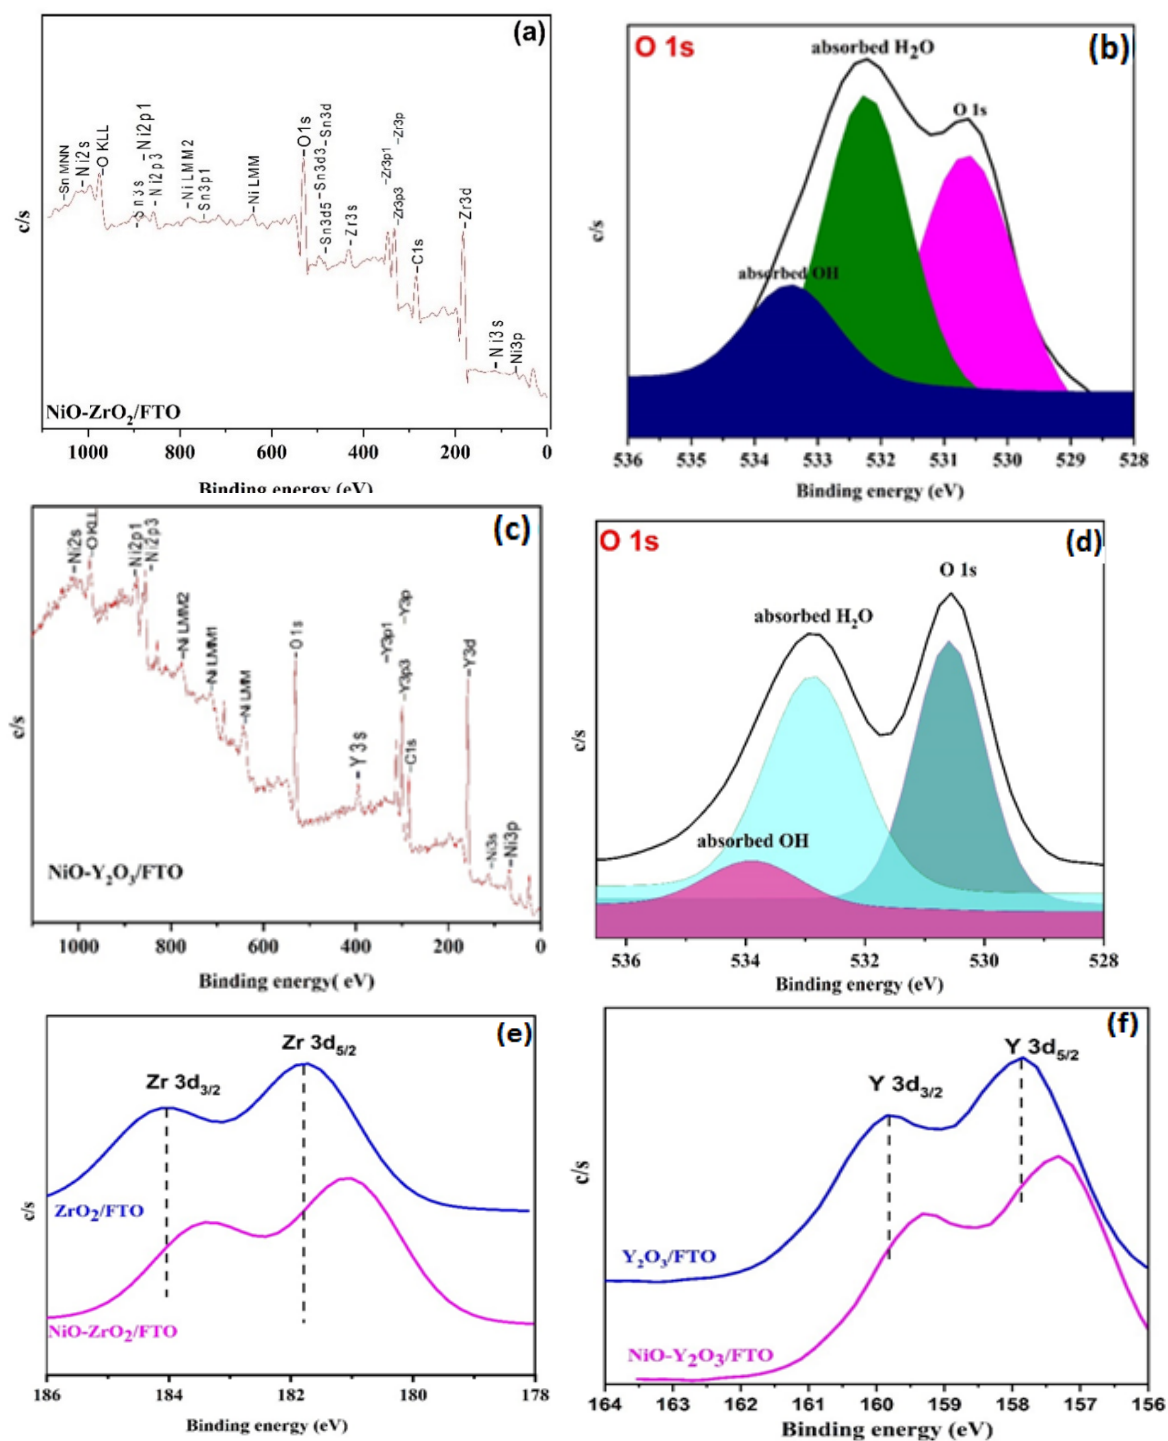 (a)
Sn MNN
Ni2s
O KLL
Sn3s
Ni2p1
Ni2p3
Ni LMM2
Sn3p1
Ni LMM
O1s
Sn3d5
Sn3d3
Sn3d
Zr3s
Zr3p1
Zr3p3
Zr3p
C1s
Zr3d
Ni3s
Ni3p
c/s
NiO-ZrO₂/FTO
1000 800 600 400 200 0
Binding energy (eV)
O 1s
(b)
absorbed H₂O
O 1s
absorbed OH
c/s
536 535 534 533 532 531 530 529 528
Binding energy (eV)
(c)
Ni2s
O KLL
Ni2p1
Ni2p3
Ni LMM2
Ni LMM1
Ni LMM
O 1s
Y 3s
Y3p1
Y3p3
Y3p
C1s
Y3d
Ni3s
Ni3p
c/s
NiO-Y₂O₃/FTO
1000 800 600 400 200 0
Binding energy( eV)
O 1s
(d)
O 1s
absorbed H₂O
absorbed OH
c/s
536 534 532 530 528
Binding energy (eV)
(e)
Zr 3d₅/₂
Zr 3d₃/₂
c/s
ZrO₂/FTO
NiO-ZrO₂/FTO
186 184 182 180 178
Binding energy (eV)
(f)
Y 3d₅/₂
Y 3d₃/₂
c/s
Y₂O₃/FTO
NiO-Y₂O₃/FTO
164 163 162 161 160 159 158 157 156
Binding energy (eV)